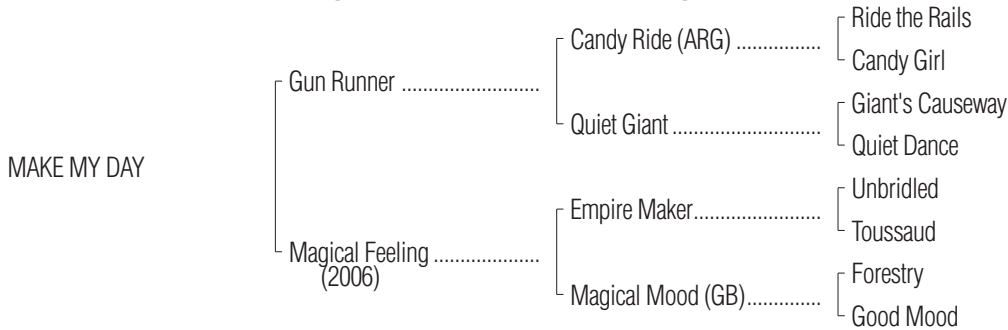 Ride the Rails
Candy Ride (ARG) ................
Candy Girl
Gun Runner ..........................
Giant's Causeway
Quiet Giant ............................
Quiet Dance
MAKE MY DAY
Unbridled
Empire Maker........................
Toussaud
Magical Feeling ....................
(2006)
Forestry
Magical Mood (GB)..............
Good Mood